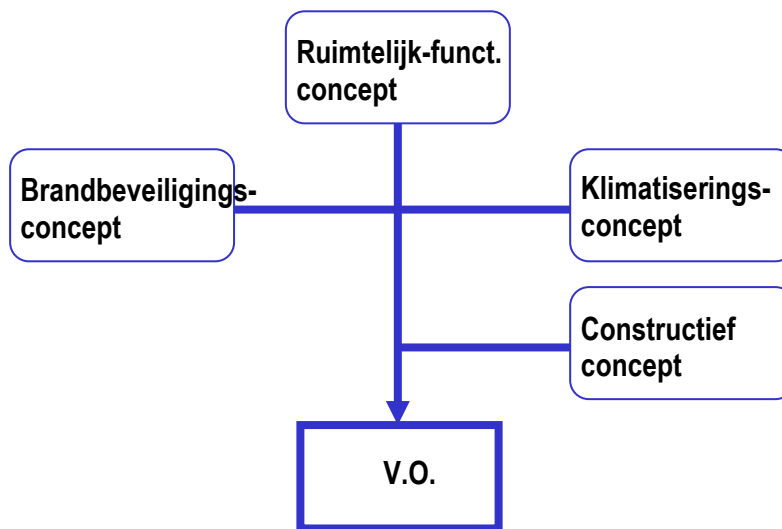 Ruimtelijk-funct.
concept
Brandbeveiligings-
concept
Klimatiserings-
concept
Constructief
concept
V.O.